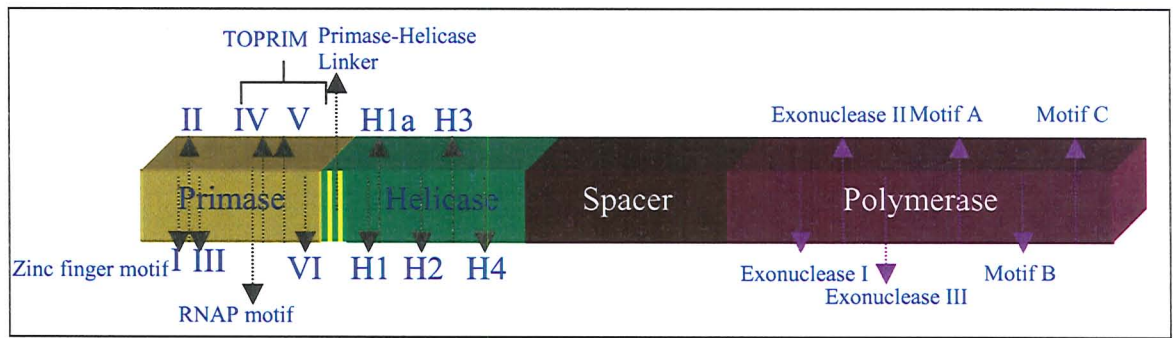 TOPRIM Primase-Helicase
Linker
II IV V H1a H3 Exonuclease II Motif A Motif C
Primase Helicase Spacer Polymerase
Zinc finger motif I III VI H1 H2 H4 Exonuclease I Motif B
Exonuclease III
RNAP motif